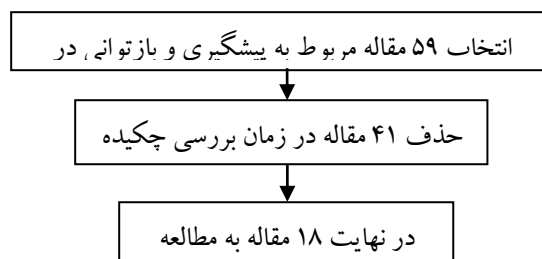 انتخاب ۵۹ مقاله مربوط به پیشگیری و بازتوانی در
حذف ۴۱ مقاله در زمان بررسی چکیده
در نهایت ۱۸ مقاله به مطالعه